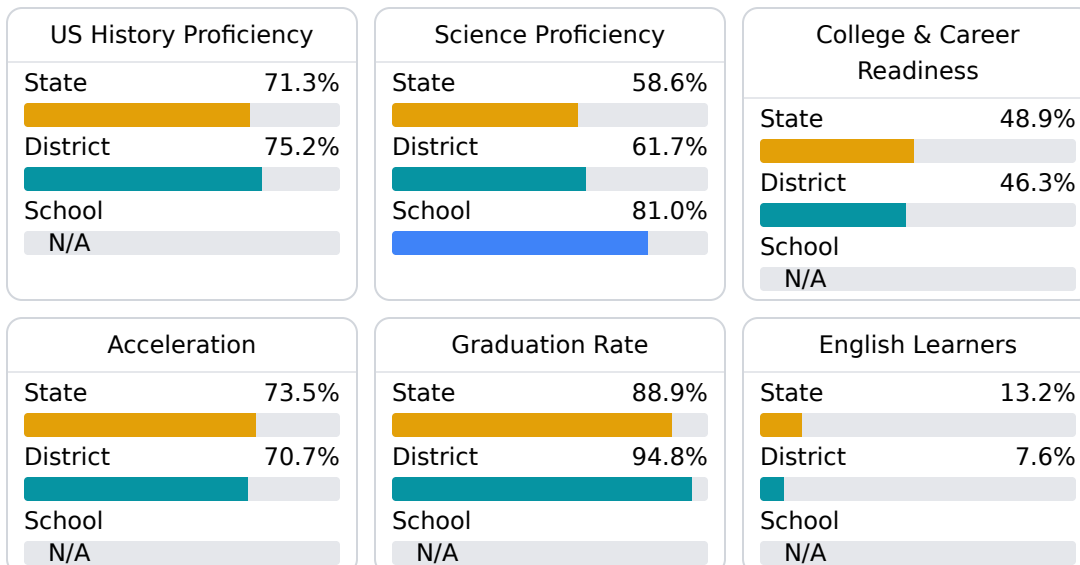 US History Proficiency
State 71.3%
District 75.2%
School
N/A
Science Proficiency
State 58.6%
District 61.7%
School 81.0%
College & Career
Readiness
State 48.9%
District 46.3%
School
N/A
Acceleration
State 73.5%
District 70.7%
School
N/A
Graduation Rate
State 88.9%
District 94.8%
School
N/A
English Learners
State 13.2%
District 7.6%
School
N/A